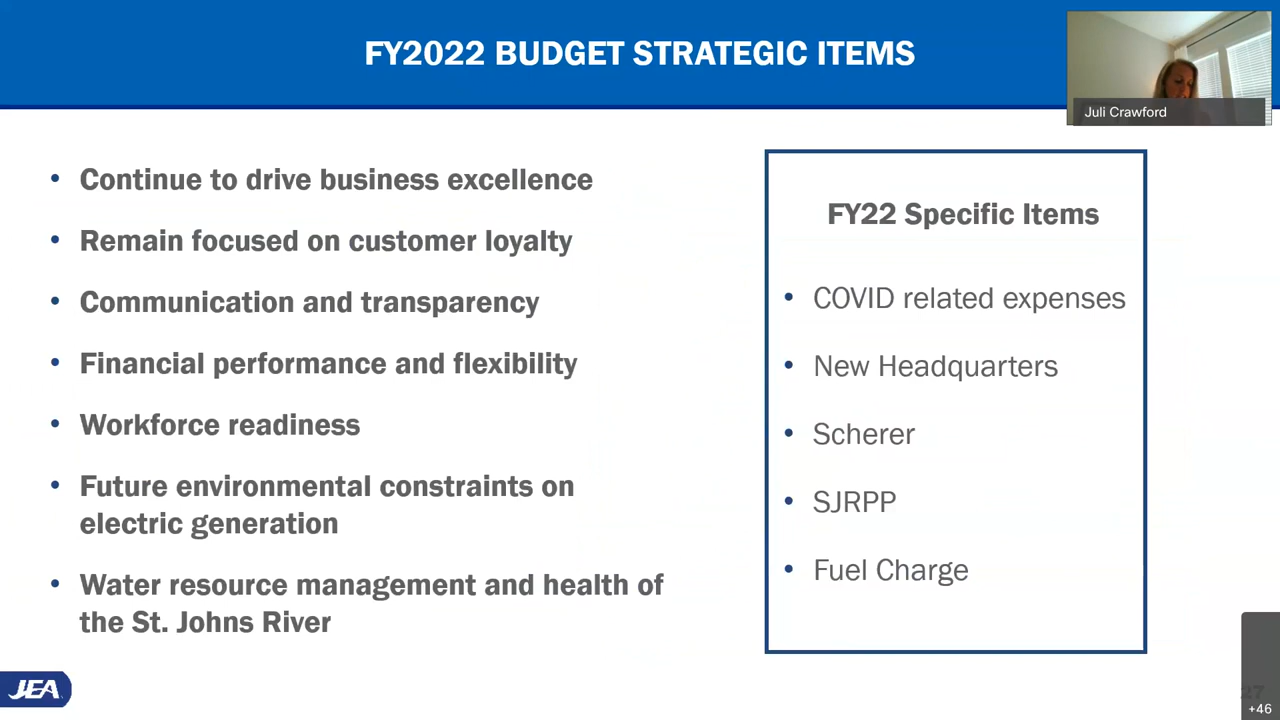 FY2022 BUDGET STRATEGIC ITEMS
Juli Crawford
• Continue to drive business excellence
• Remain focused on customer loyalty
• Communication and transparency
• Financial performance and flexibility
• Workforce readiness
• Future environmental constraints on
electric generation
• Water resource management and health of
the St. Johns River
FY22 Specific Items
• COVID related expenses
• New Headquarters
• Scherer
• SJRPP
• Fuel Charge
JEA
27
+46